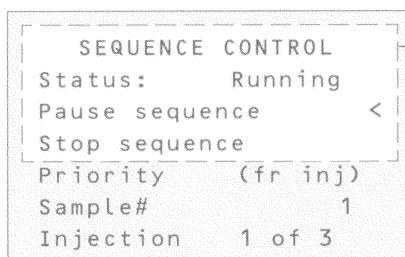 SEQUENCE CONTROL
Status: Running
Pause sequence <
Stop sequence
Priority (fr inj)
Sample# 1
Injection 1 of 3